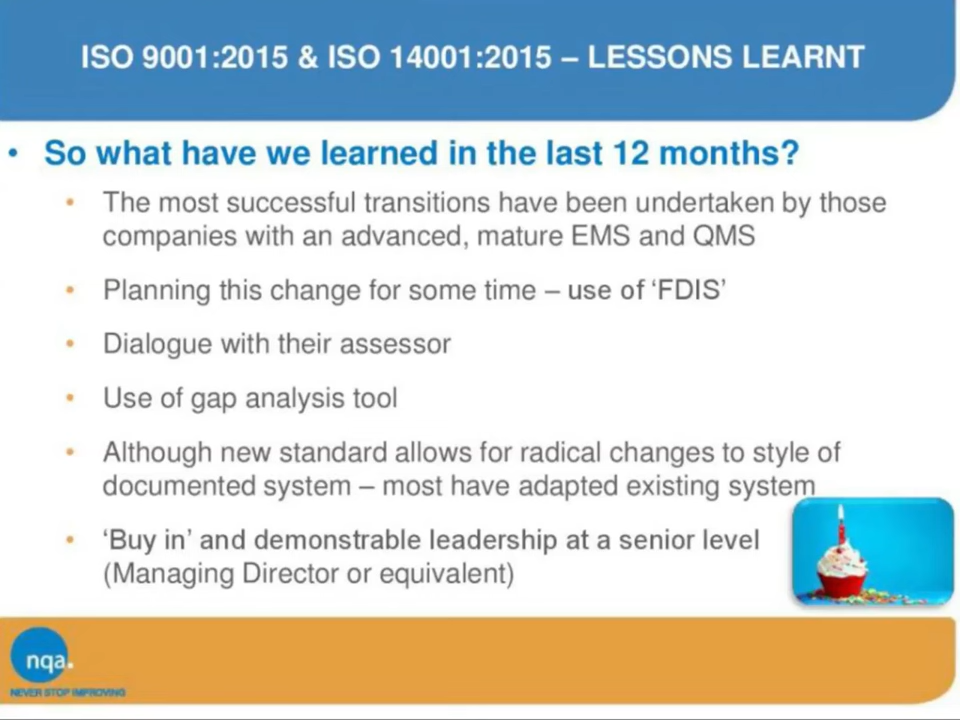 ISO 9001:2015 & ISO 14001:2015 – LESSONS LEARNT
• So what have we learned in the last 12 months?
• The most successful transitions have been undertaken by those
companies with an advanced, mature EMS and QMS
• Planning this change for some time – use of ‘FDIS’
• Dialogue with their assessor
• Use of gap analysis tool
• Although new standard allows for radical changes to style of
documented system – most have adapted existing system
• ‘Buy in’ and demonstrable leadership at a senior level
(Managing Director or equivalent)
nqa.
NEVER STOP IMPROVING